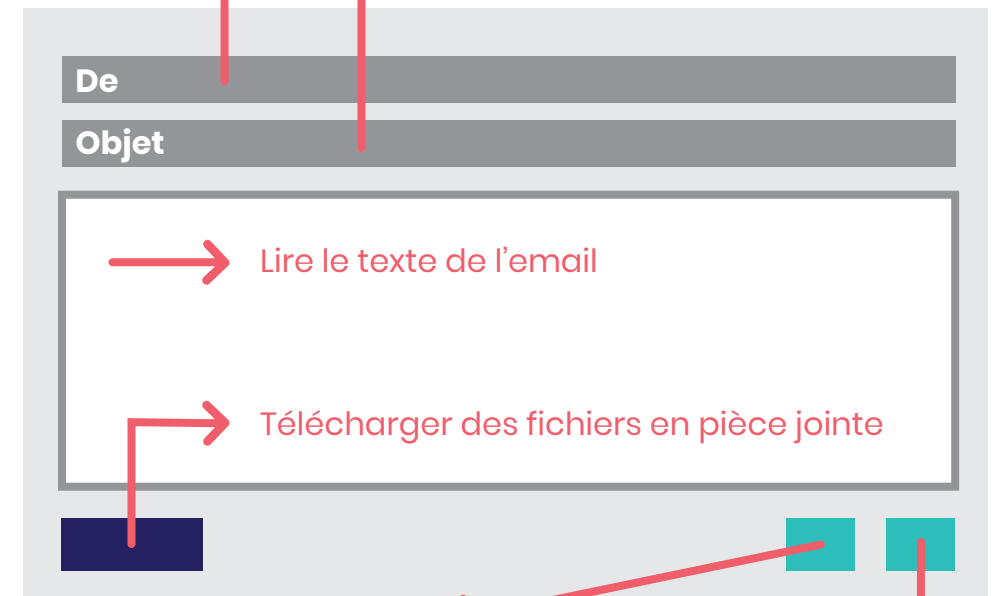 De
Objet
Lire le texte de l’email
Télécharger des fichiers en pièce jointe